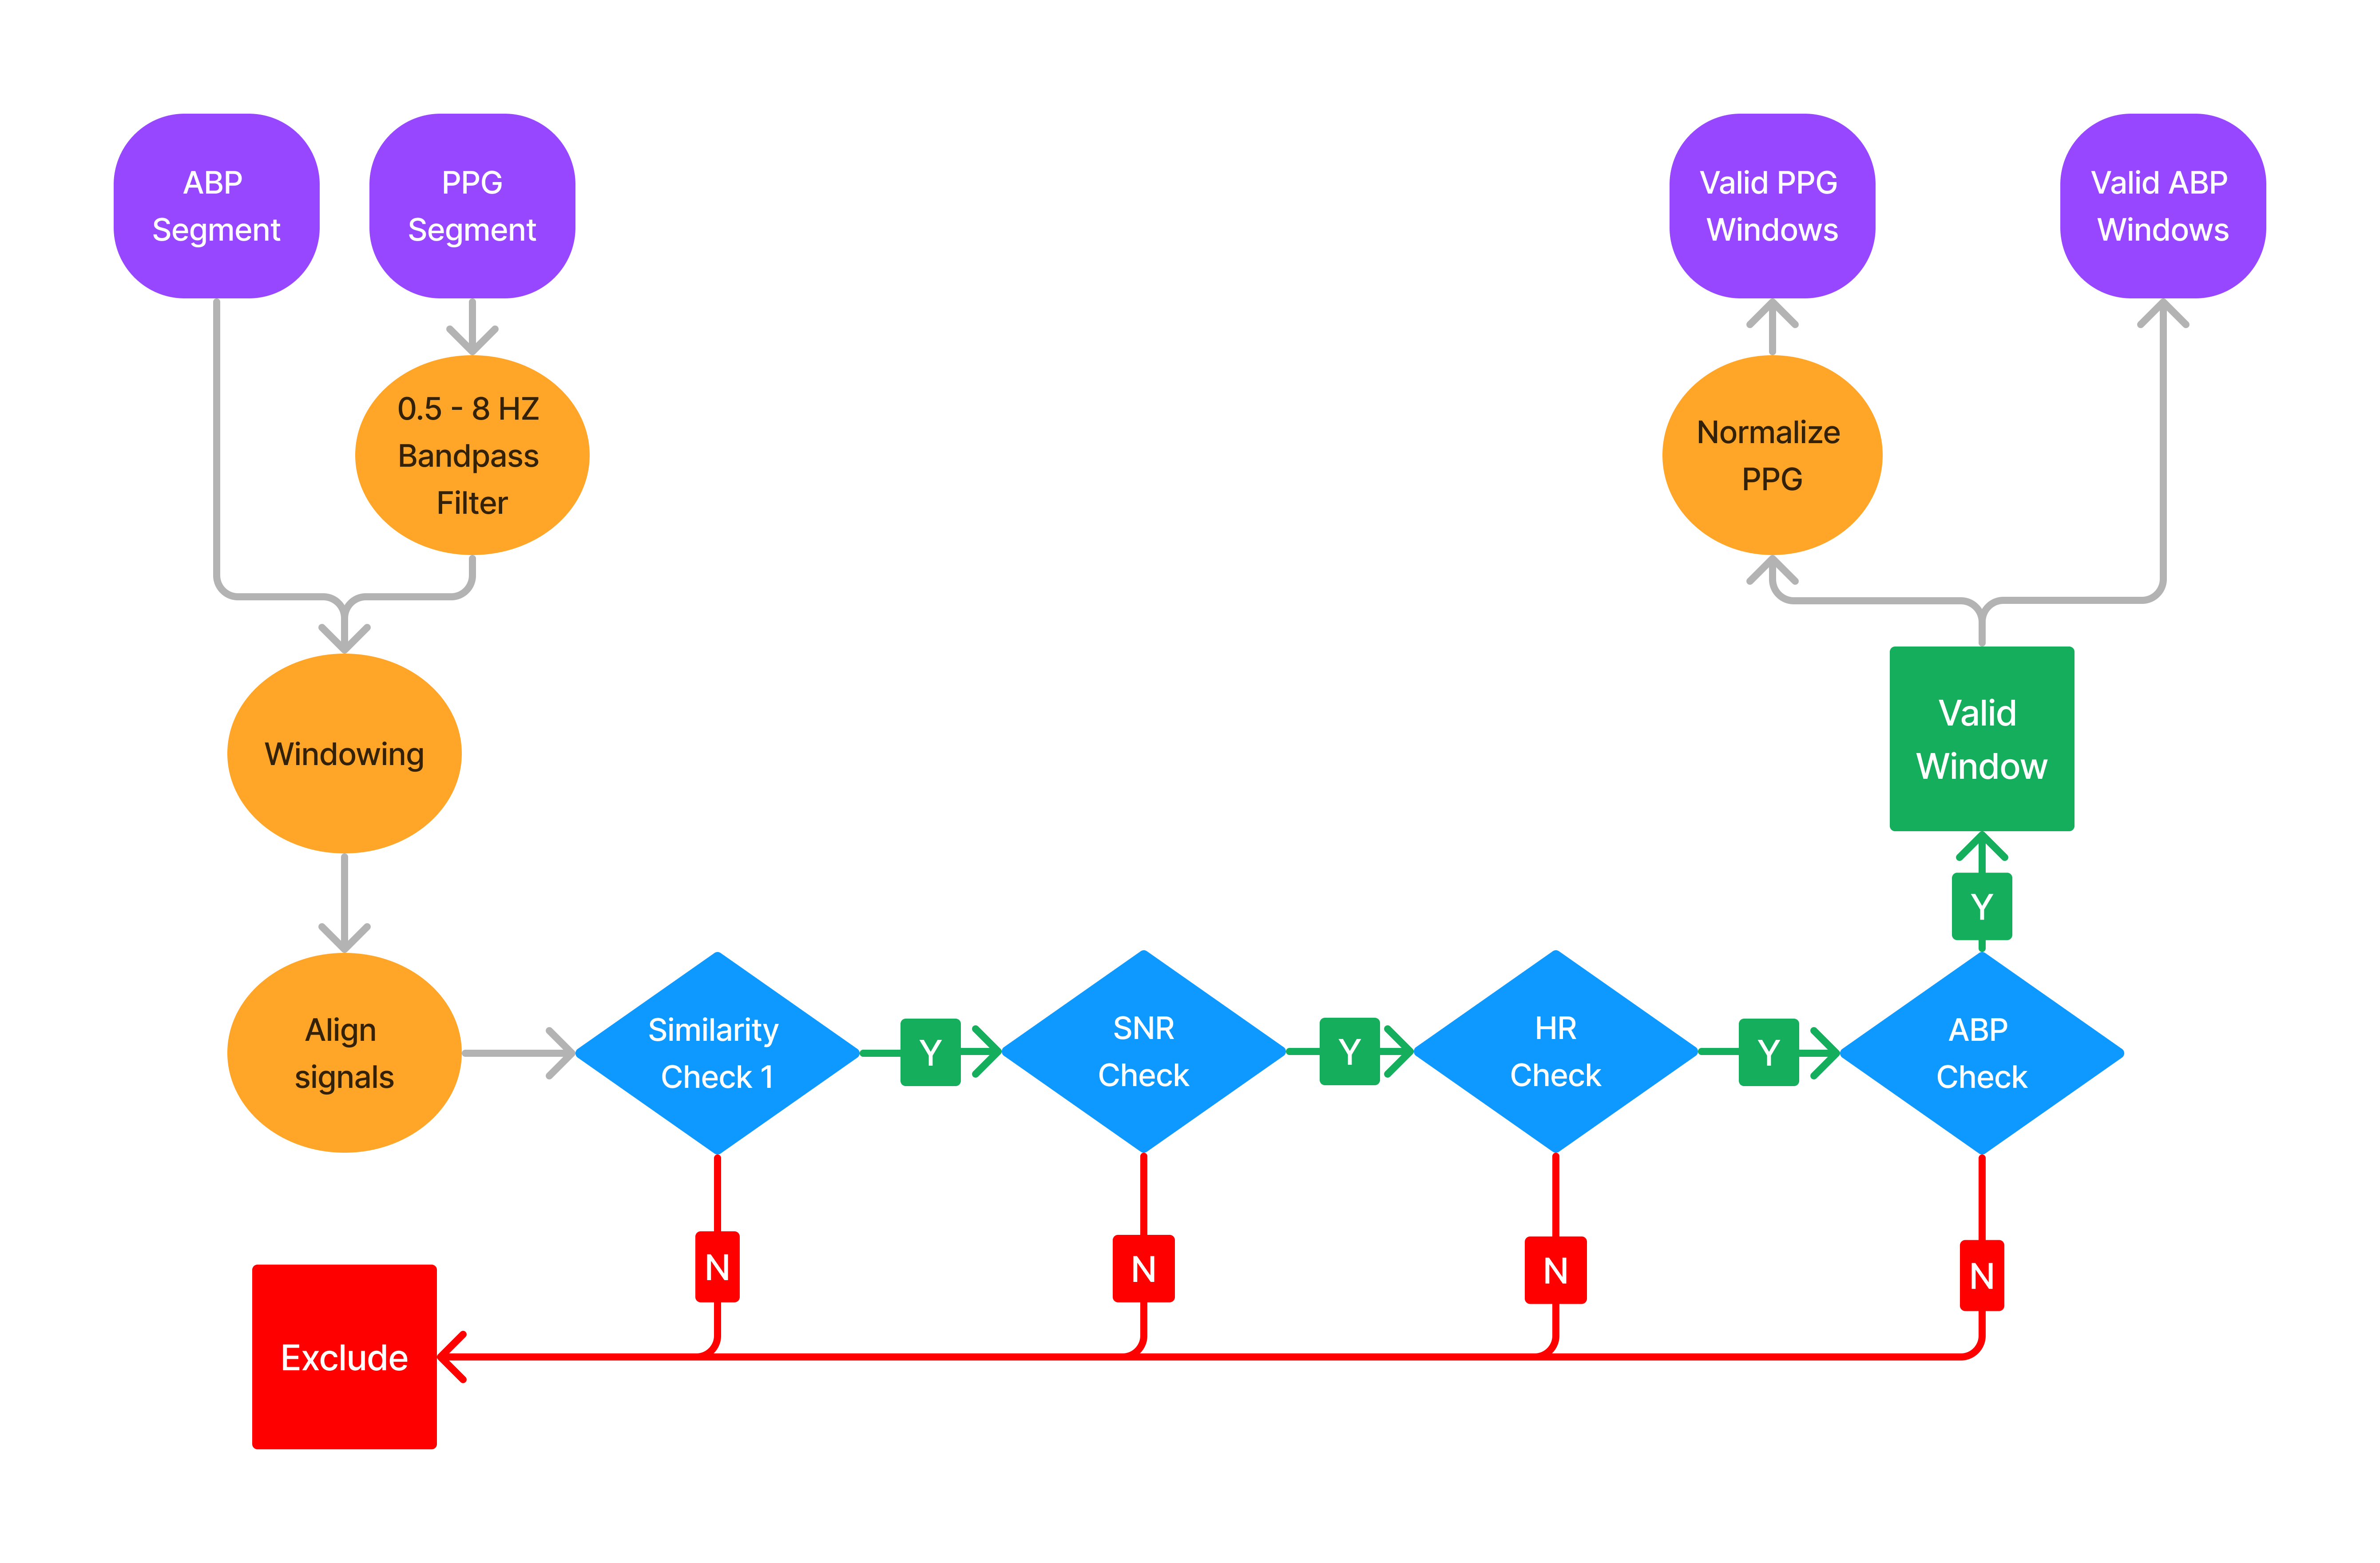 ABP
Segment
PPG
Segment
Valid PPG
Windows
Valid ABP
Windows
0.5 - 8 HZ
Bandpass
Filter
Normalize
PPG
Windowing
Valid
Window
Y
Align
signals
Similarity
Check 1
Y
SNR
Check
Y
HR
Check
Y
ABP
Check
N
N
N
N
Exclude